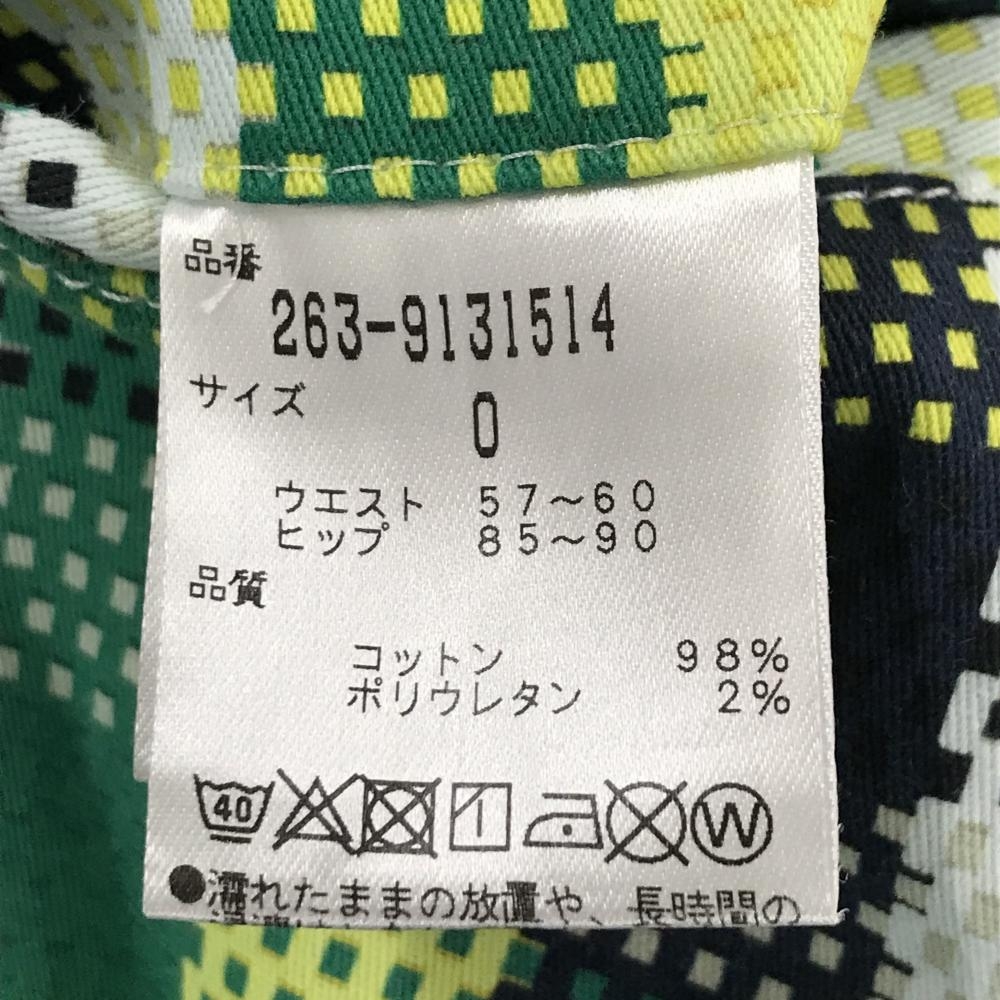 品番
263-9131514
サイズ
0
ウエスト 57～60
ヒップ 85～90
品質
コットン 98%
ポリウレタン 2%
40 W
●濡れたままの放置や、長時間の